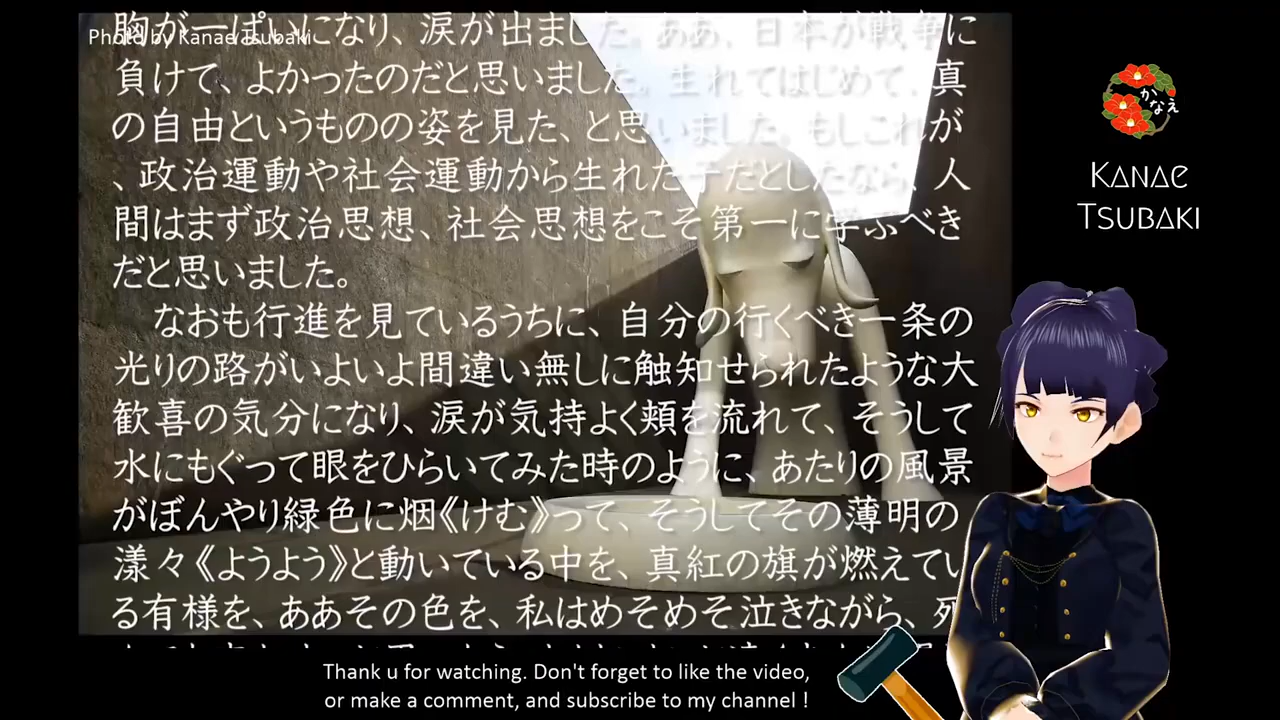 胸が一ぱいになり、涙が出ました。ああ、日本が戦争に
Photo by Kanae Tsubaki
負けて、よかったのだと思いました。生れてはじめて、真
の自由というものの姿を見た、と思いました。もしこれが
、政治運動や社会運動から生れた子だとしたなら、人
間はまず政治思想、社会思想をこそ第一に学ぶべき
だと思いました。
なおも行進を見ているうちに、自分の行くべき一条の
光りの路がいよいよ間違い無しに触知せられたような大
歓喜の気分になり、涙が気持よく頬を流れて、そうして
水にもぐって眼をひらいてみた時のように、あたりの風景
がぼんやり緑色に烟《けむ》って、そうしてその薄明の
漾々《ようよう》と動いている中を、真紅の旗が燃えてい
る有様を、ああその色を、私はめそめそ泣きながら、死
かなえ
KANAE
TSUBAKI
Thank u for watching. Don't forget to like the video,
or make a comment, and subscribe to my channel !